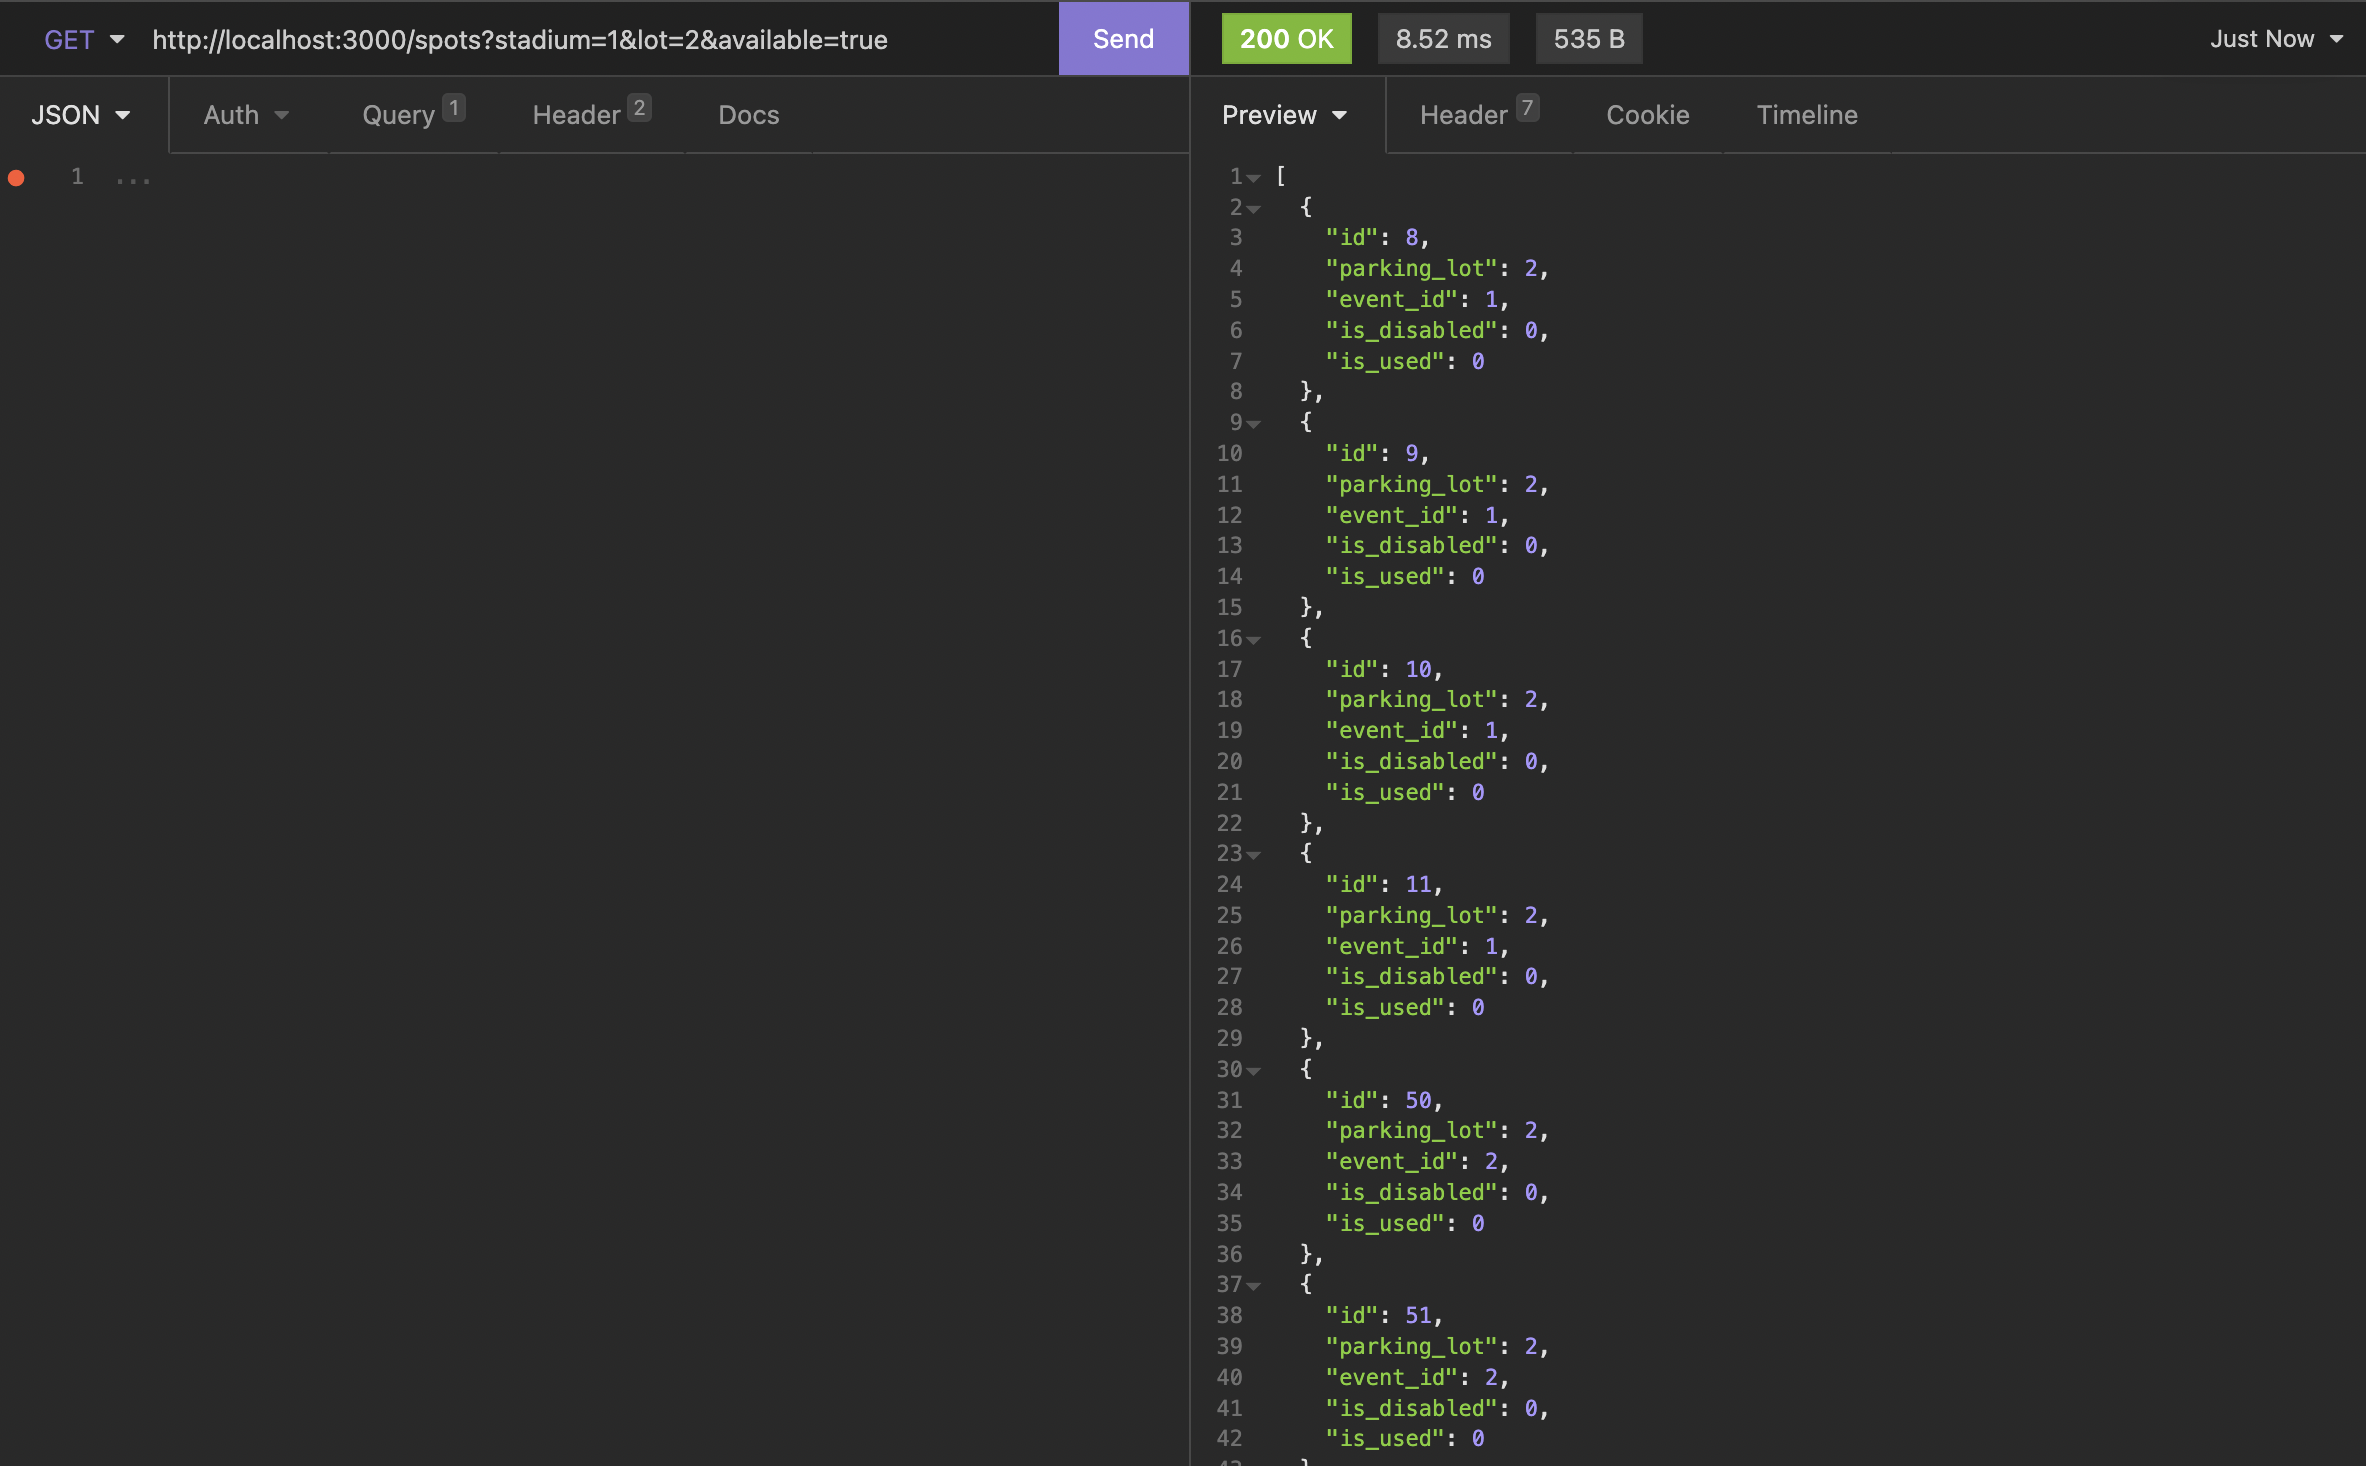 GET http://localhost:3000/spots?stadium=1&lot=2&available=true Send 200 OK 8.52 ms 535 B Just Now
JSON Auth Query 1 Header 2 Docs Preview Header 7 Cookie Timeline
1 ...
1 [
2 {
3 "id": 8,
4 "parking_lot": 2,
5 "event_id": 1,
6 "is_disabled": 0,
7 "is_used": 0
8 },
9 {
10 "id": 9,
11 "parking_lot": 2,
12 "event_id": 1,
13 "is_disabled": 0,
14 "is_used": 0
15 },
16 {
17 "id": 10,
18 "parking_lot": 2,
19 "event_id": 1,
20 "is_disabled": 0,
21 "is_used": 0
22 },
23 {
24 "id": 11,
25 "parking_lot": 2,
26 "event_id": 1,
27 "is_disabled": 0,
28 "is_used": 0
29 },
30 {
31 "id": 50,
32 "parking_lot": 2,
33 "event_id": 2,
34 "is_disabled": 0,
35 "is_used": 0
36 },
37 {
38 "id": 51,
39 "parking_lot": 2,
40 "event_id": 2,
41 "is_disabled": 0,
42 "is_used": 0